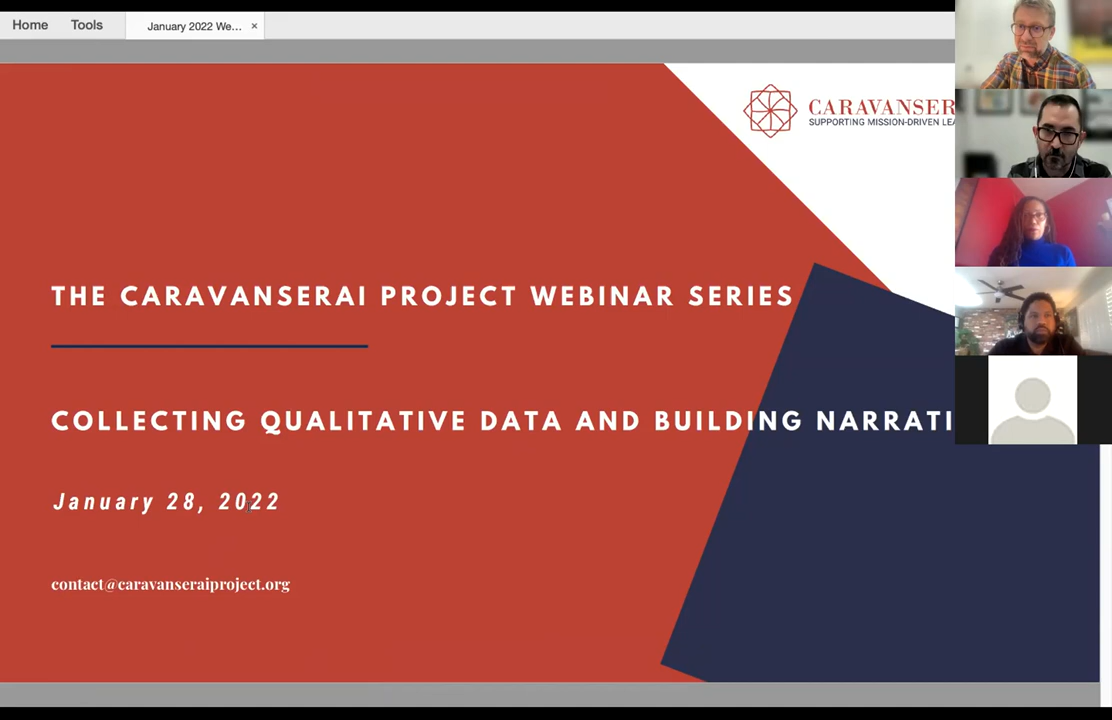 Home Tools January 2022 We... ×
CARAVANSER
SUPPORTING MISSION-DRIVEN LEA
THE CARAVANSERAI PROJECT WEBINAR SERIES
COLLECTING QUALITATIVE DATA AND BUILDING NARRATI
January 28, 2022
contact@caravanseraiproject.org